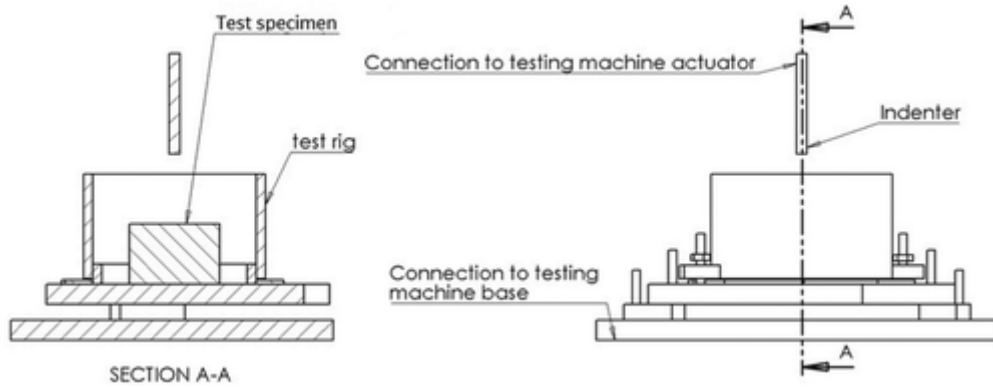 Test specimen
A
Connection to testing machine actuator
Indenter
test rig
Connection to testing
machine base
A
SECTION A-A